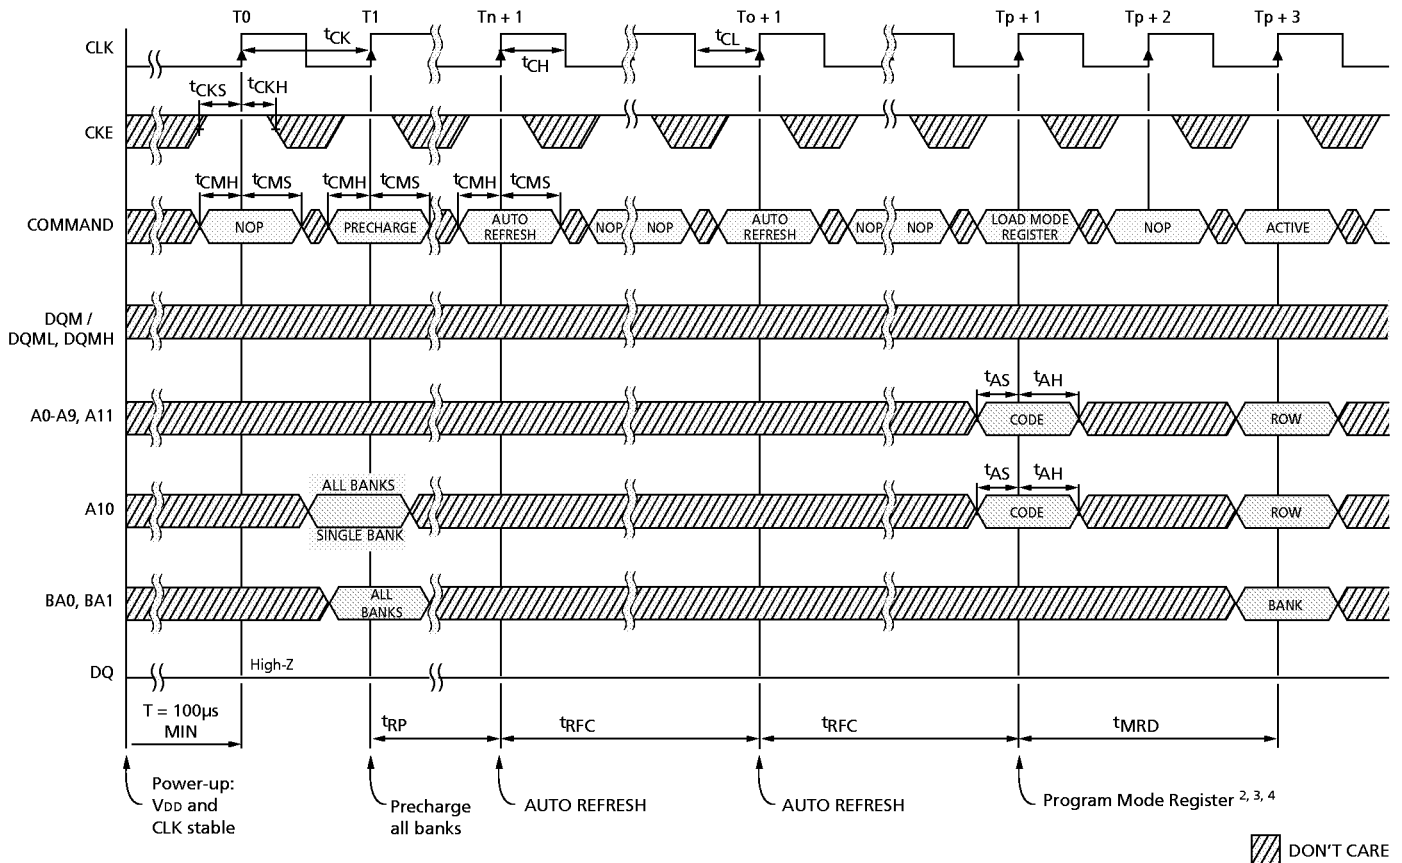 T0 T1 Tn + 1 To + 1 Tp + 1 Tp + 2 Tp + 3
CLK
tCK tCH tCL
tCKS tCKH
CKE
tCMH tCMS tCMH tCMS tCMH tCMS
COMMAND
NOP PRECHARGE AUTO REFRESH NOP NOP AUTO REFRESH NOP NOP LOAD MODE REGISTER NOP ACTIVE
DQM /
DQML, DQMH
tAS tAH
A0-A9, A11 CODE ROW
ALL BANKS
tAS tAH
A10 CODE ROW
SINGLE BANK
BA0, BA1 ALL BANKS BANK
DQ High-Z
T = 100µs
MIN
tRP tRFC tRFC tMRD
Power-up:
VDD and
CLK stable
Precharge
all banks
AUTO REFRESH
AUTO REFRESH
Program Mode Register 2, 3, 4
DON'T CARE